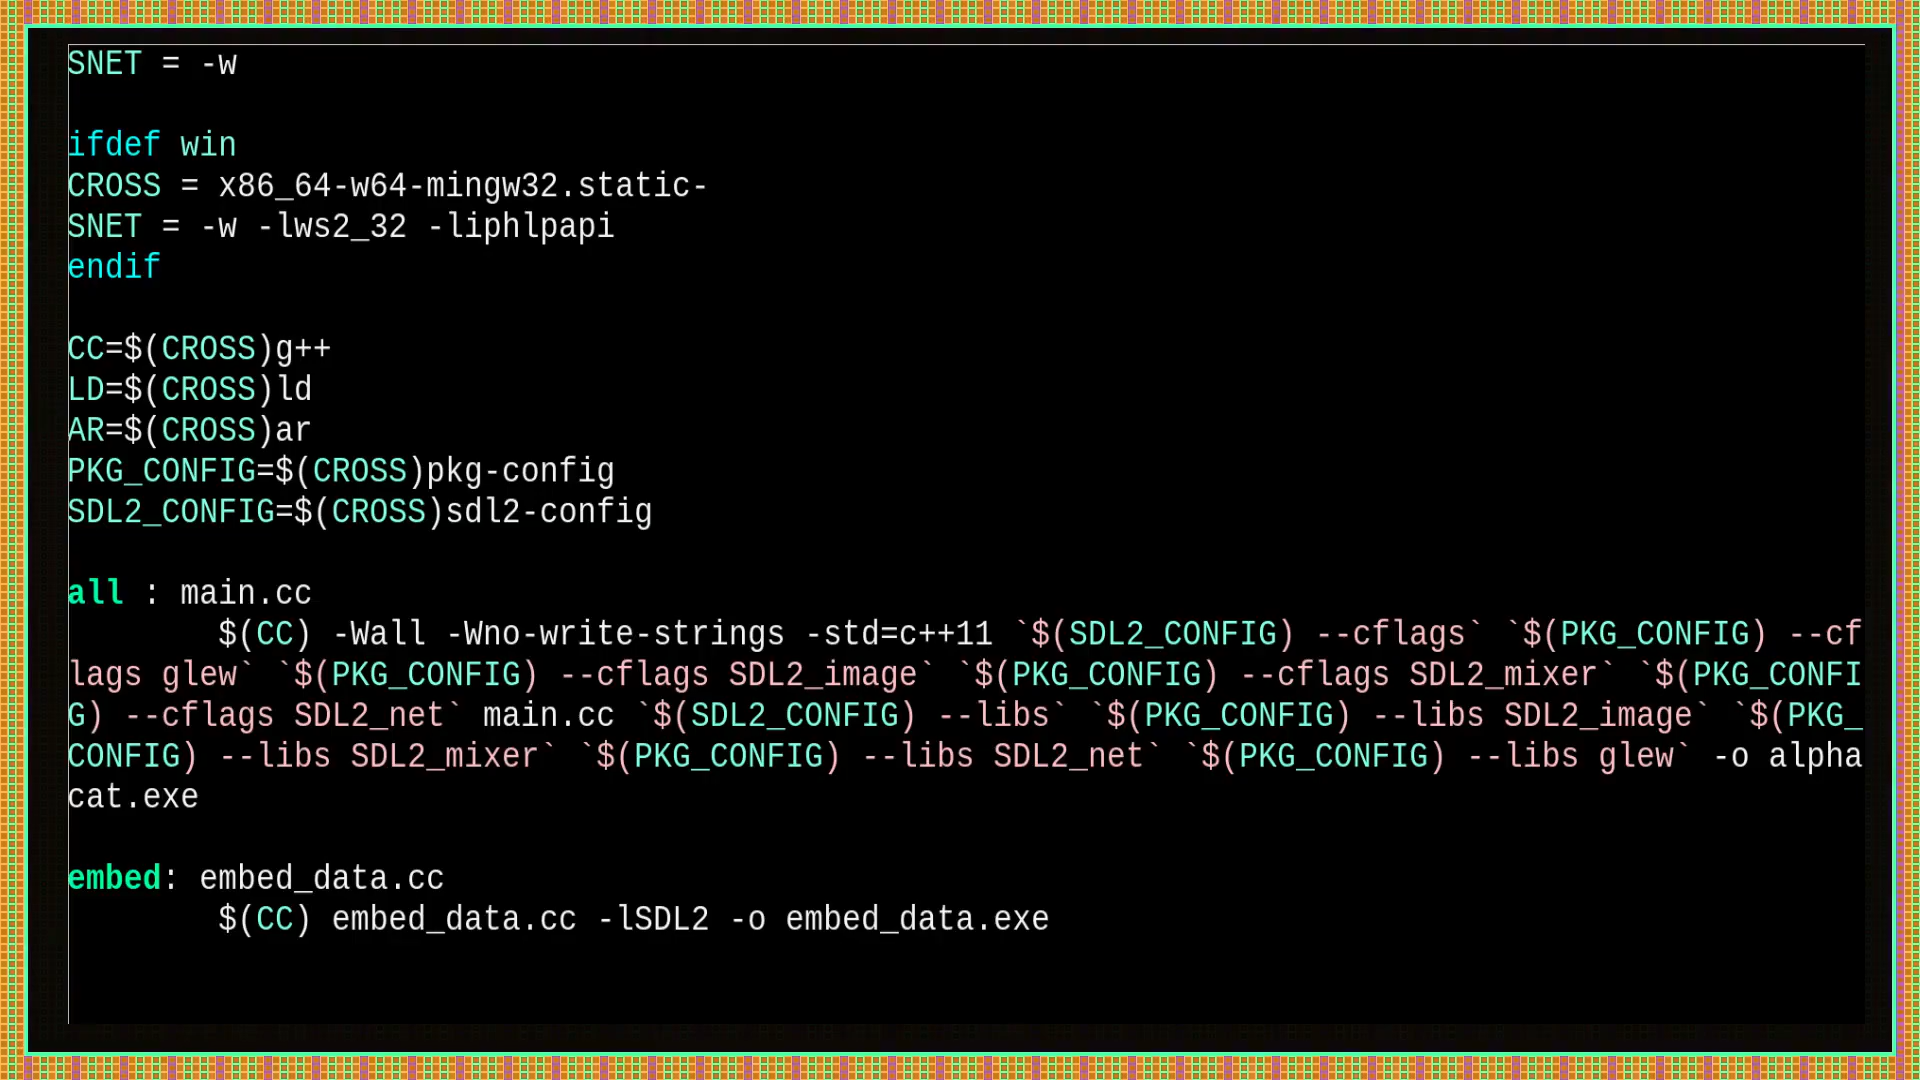 SNET = -w
ifdef win
CROSS = x86_64-w64-mingw32.static-
SNET = -w -lws2_32 -liphlpapi
endif
CC=$(CROSS)g++
LD=$(CROSS)ld
AR=$(CROSS)ar
PKG_CONFIG=$(CROSS)pkg-config
SDL2_CONFIG=$(CROSS)sdl2-config
all : main.cc
$(CC) -Wall -Wno-write-strings -std=c++11 `$(SDL2_CONFIG) --cflags` `$(PKG_CONFIG) --cf
lags glew` `$(PKG_CONFIG) --cflags SDL2_image` `$(PKG_CONFIG) --cflags SDL2_mixer` `$(PKG_CONFI
G) --cflags SDL2_net` main.cc `$(SDL2_CONFIG) --libs` `$(PKG_CONFIG) --libs SDL2_image` `$(PKG_
CONFIG) --libs SDL2_mixer` `$(PKG_CONFIG) --libs SDL2_net` `$(PKG_CONFIG) --libs glew` -o alpha
cat.exe
embed: embed_data.cc
$(CC) embed_data.cc -lSDL2 -o embed_data.exe